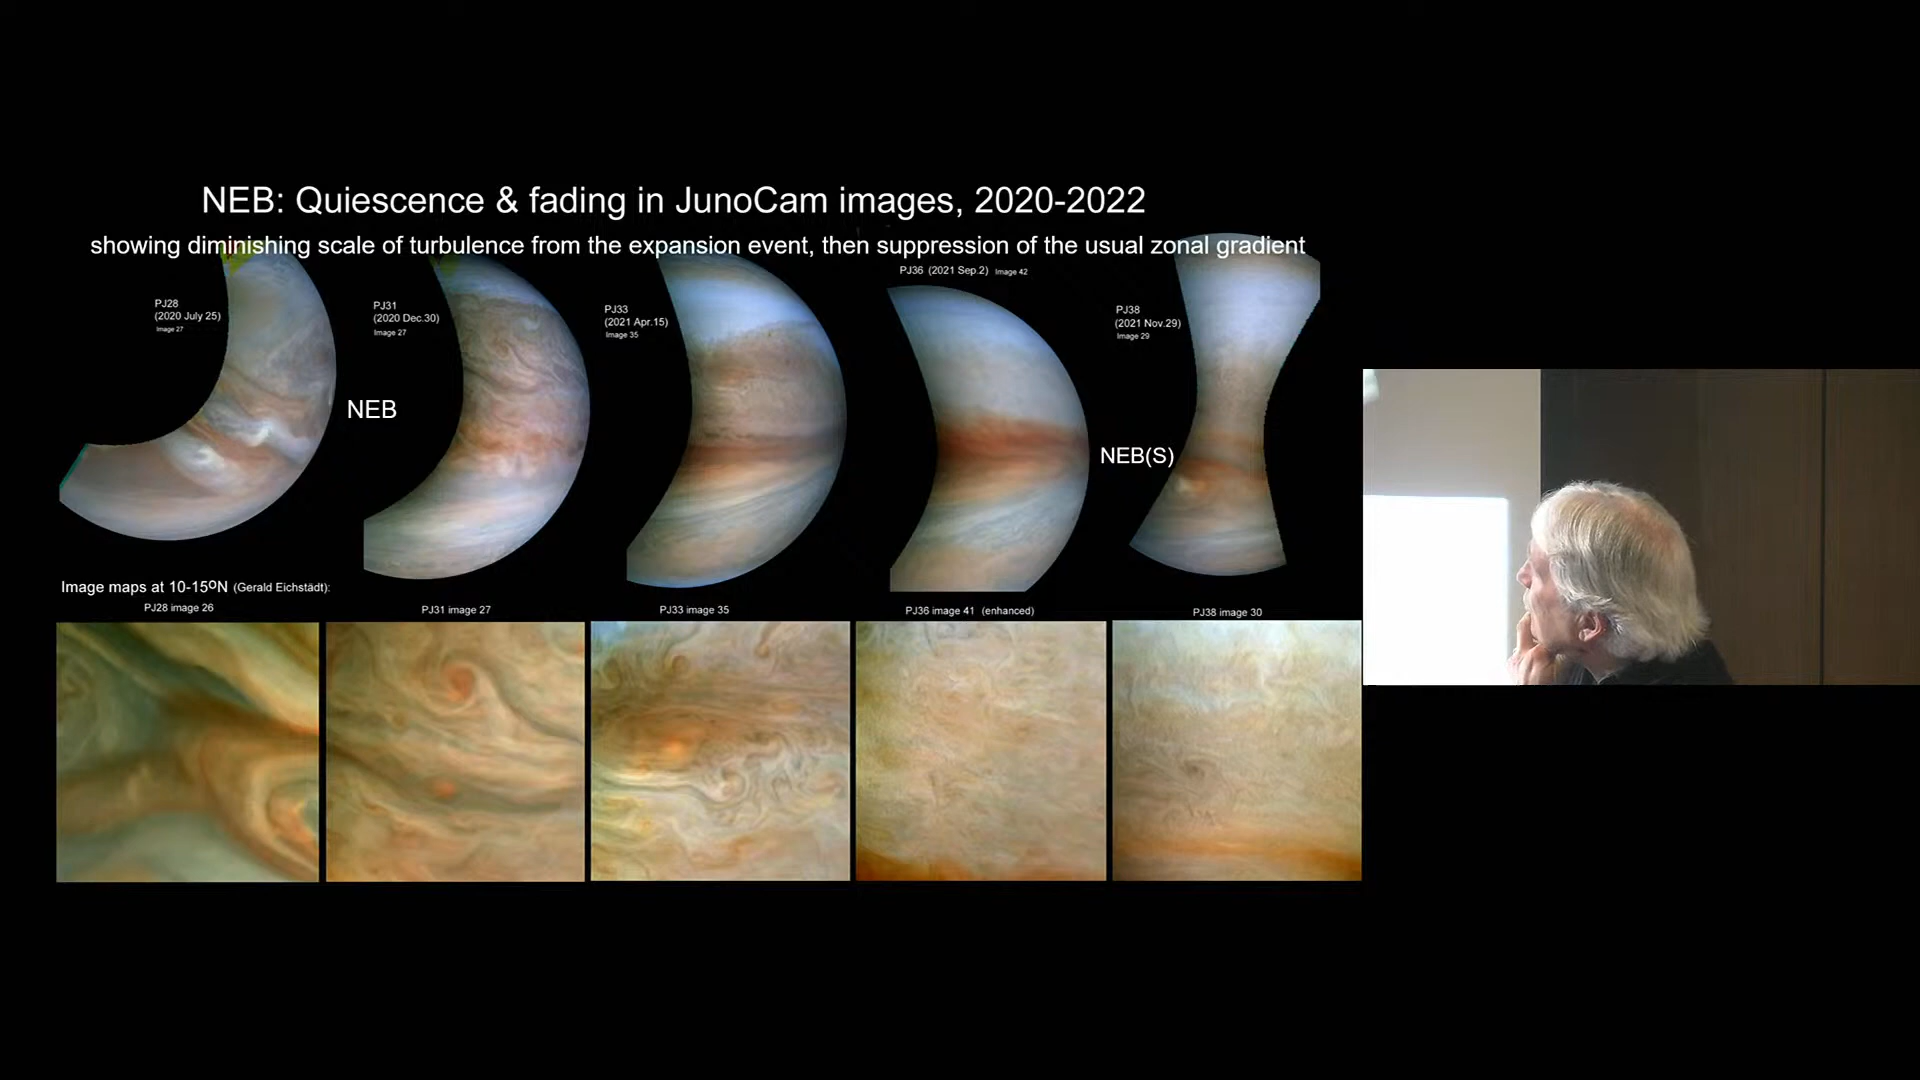 NEB: Quiescence & fading in JunoCam images, 2020-2022
showing diminishing scale of turbulence from the expansion event, then suppression of the usual zonal gradient
PJ28
(2020 July 25)
Image 27
PJ31
(2020 Dec.30)
Image 27
PJ33
(2021 Apr.15)
Image 35
PJ36 (2021 Sep.2) Image 42
PJ38
(2021 Nov.29)
Image 29
NEB
NEB(S)
Image maps at 10-15ºN (Gerald Eichstädt):
PJ28 image 26
PJ31 image 27
PJ33 image 35
PJ36 image 41 (enhanced)
PJ38 image 30